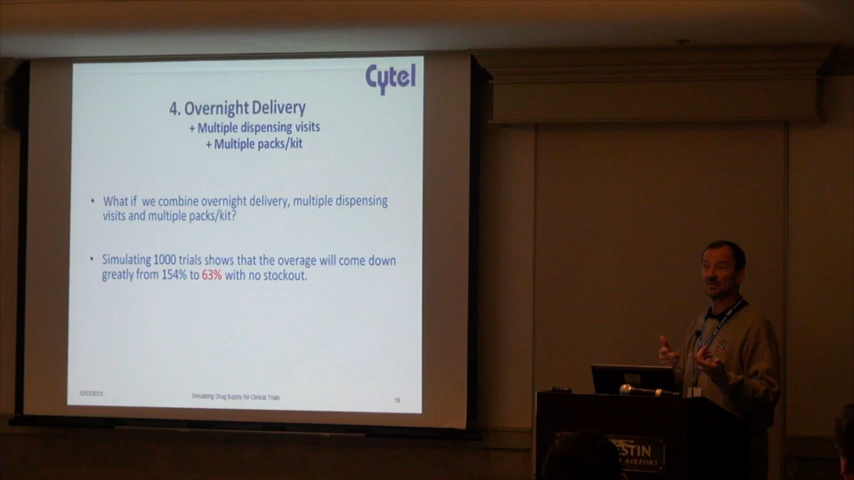 Cytel
4. Overnight Delivery
+ Multiple dispensing visits
+ Multiple packs/kit
• What if we combine overnight delivery, multiple dispensing
visits and multiple packs/kit?
• Simulating 1000 trials shows that the overage will come down
greatly from 154% to 63% with no stockout.
Simulating Drug Supply for Clinical Trials
AIRPORT